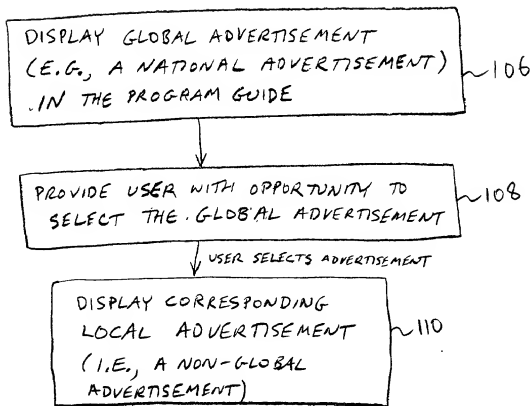 DISPLAY GLOBAL ADVERTISEMENT
(E.G., A NATIONAL ADVERTISEMENT)
IN THE PROGRAM GUIDE
106
PROVIDE USER WITH OPPORTUNITY TO
SELECT THE GLOBAL ADVERTISEMENT
108
USER SELECTS ADVERTISEMENT
DISPLAY CORRESPONDING
LOCAL ADVERTISEMENT
(I.E., A NON-GLOBAL
ADVERTISEMENT)
110